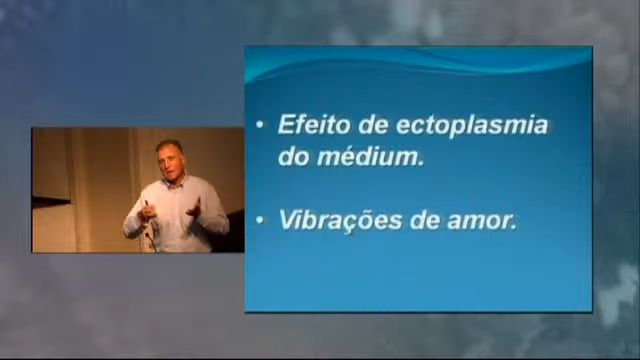 • Efeito de ectoplasmia
do médium.
• Vibrações de amor.